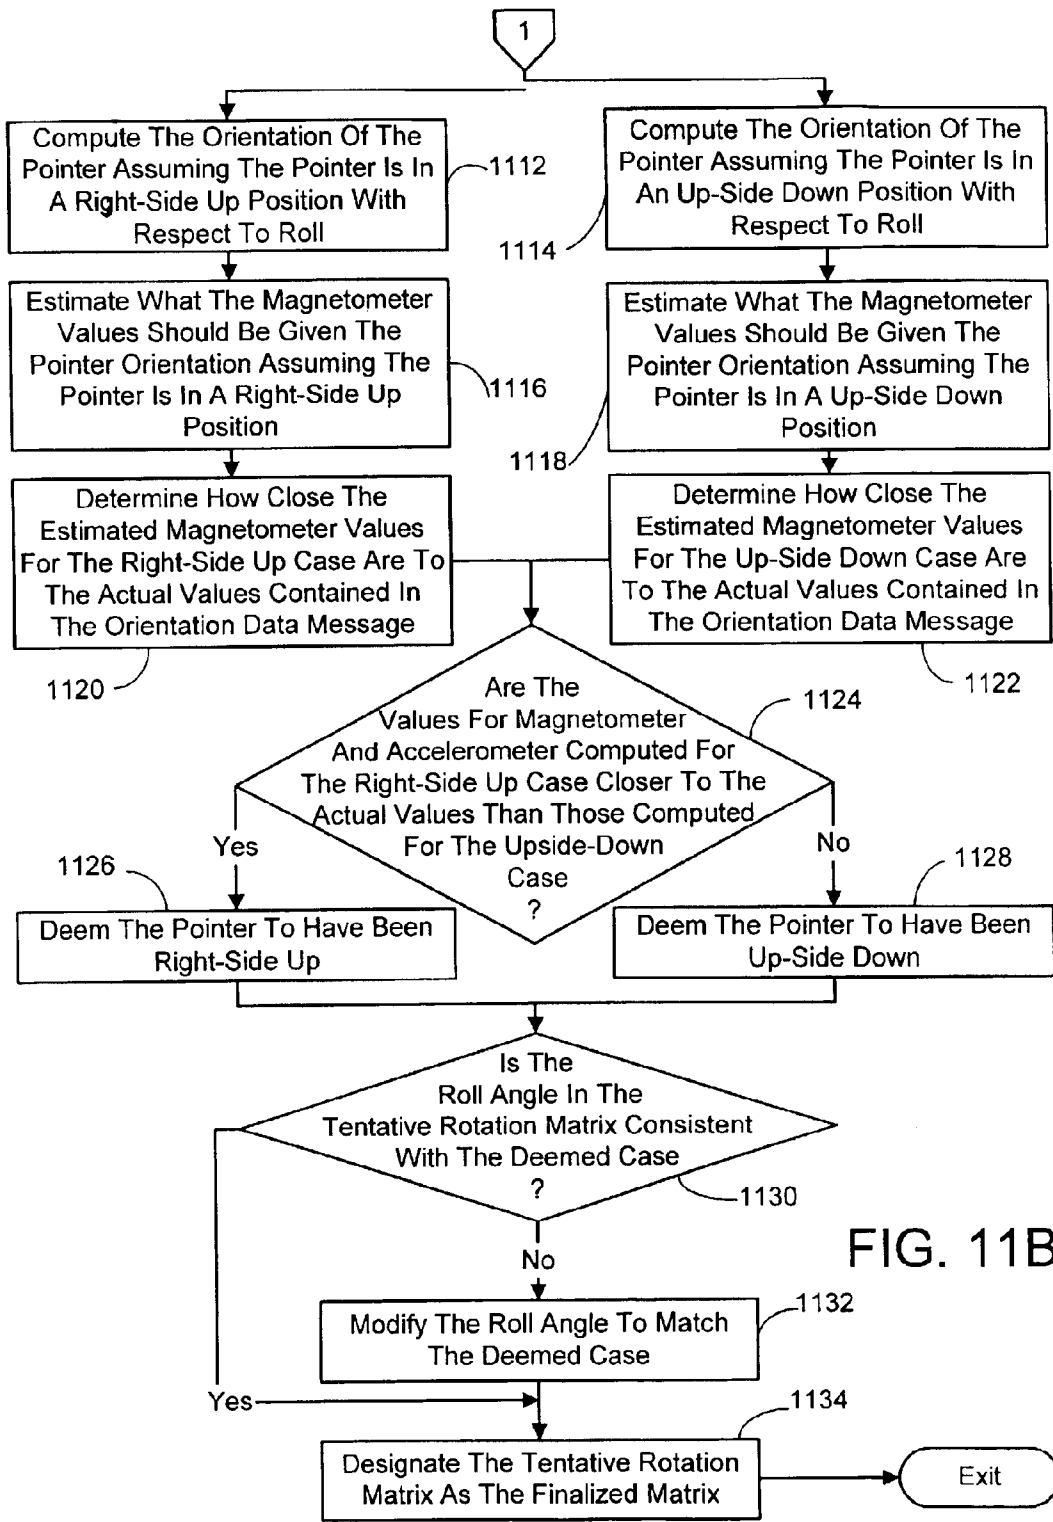 1
Compute The Orientation Of The
Pointer Assuming The Pointer Is In
A Right-Side Up Position With
Respect To Roll
1112
Compute The Orientation Of The
Pointer Assuming The Pointer Is In
An Up-Side Down Position With
Respect To Roll
1114
Estimate What The Magnetometer
Values Should Be Given The
Pointer Orientation Assuming The
Pointer Is In A Right-Side Up
Position
1116
Estimate What The Magnetometer
Values Should Be Given The
Pointer Orientation Assuming The
Pointer Is In A Up-Side Down
Position
1118
Determine How Close The
Estimated Magnetometer Values
For The Right-Side Up Case Are To
The Actual Values Contained In
The Orientation Data Message
1120
Determine How Close The
Estimated Magnetometer Values
For The Up-Side Down Case Are
To The Actual Values Contained In
The Orientation Data Message
1122
Are The
Values For Magnetometer
And Accelerometer Computed For
The Right-Side Up Case Closer To The
Actual Values Than Those Computed
For The Upside-Down
Case
?
1124
Yes
No
1126
Deem The Pointer To Have Been
Right-Side Up
1128
Deem The Pointer To Have Been
Up-Side Down
Is The
Roll Angle In The
Tentative Rotation Matrix Consistent
With The Deemed Case
?
1130
No
FIG. 11B
Modify The Roll Angle To Match
The Deemed Case
1132
Yes
1134
Designate The Tentative Rotation
Matrix As The Finalized Matrix
Exit